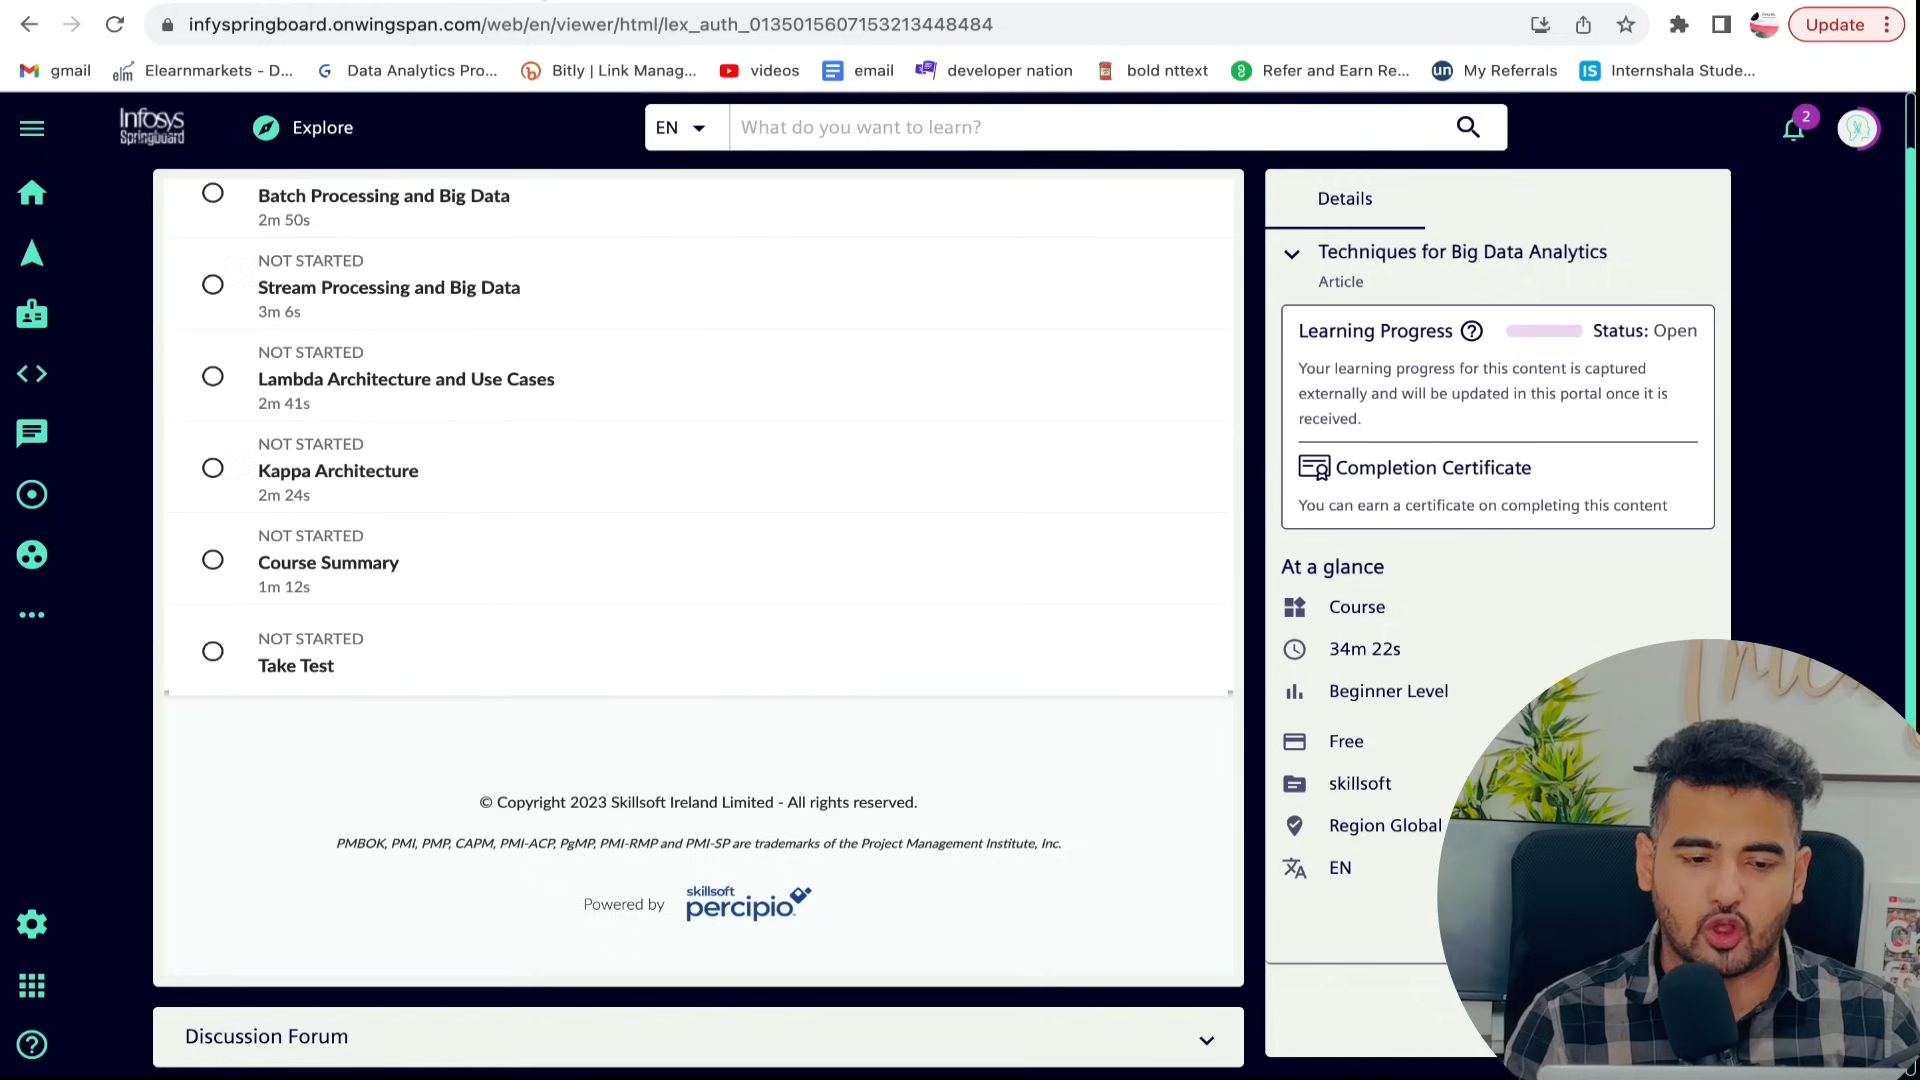 infyspringboard.onwingspan.com/web/en/viewer/html/lex_auth_0135015607153213448484
Update
gmail
elm Elearnmarkets - D...
G Data Analytics Pro...
Bitly | Link Manag...
videos
email
developer nation
bold nttext
8 Refer and Earn Re...
un My Referrals
IS Internshala Stude...
Infosys
Springboard
Explore
EN
What do you want to learn?
2
Batch Processing and Big Data
2m 50s
NOT STARTED
Stream Processing and Big Data
3m 6s
NOT STARTED
Lambda Architecture and Use Cases
2m 41s
NOT STARTED
Kappa Architecture
2m 24s
NOT STARTED
Course Summary
1m 12s
NOT STARTED
Take Test
© Copyright 2023 Skillsoft Ireland Limited - All rights reserved.
PMBOK, PMI, PMP, CAPM, PMI-ACP, PgMP, PMI-RMP and PMI-SP are trademarks of the Project Management Institute, Inc.
Powered by
skillsoft
percipio
Discussion Forum
Details
Techniques for Big Data Analytics
Article
Learning Progress ? Status: Open
Your learning progress for this content is captured
externally and will be updated in this portal once it is
received.
Completion Certificate
You can earn a certificate on completing this content
At a glance
Course
34m 22s
Beginner Level
Free
skillsoft
Region Global
EN